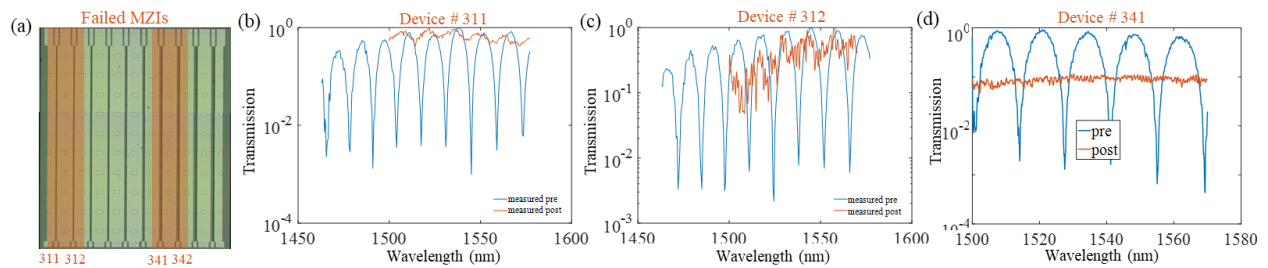 (a)
Failed MZIs
311 312 341 342
(b)
Device # 311
Transmission
10^0
10^-2
10^-4
1450 1500 1550 1600
Wavelength (nm)
measured pre
measured post
(c)
Device # 312
Transmission
10^0
10^-1
10^-2
10^-3
1450 1500 1550 1600
Wavelength (nm)
measured pre
measured post
(d)
Device # 341
Transmission
10^0
10^-2
10^-4
1500 1520 1540 1560 1580
Wavelength (nm)
pre
post